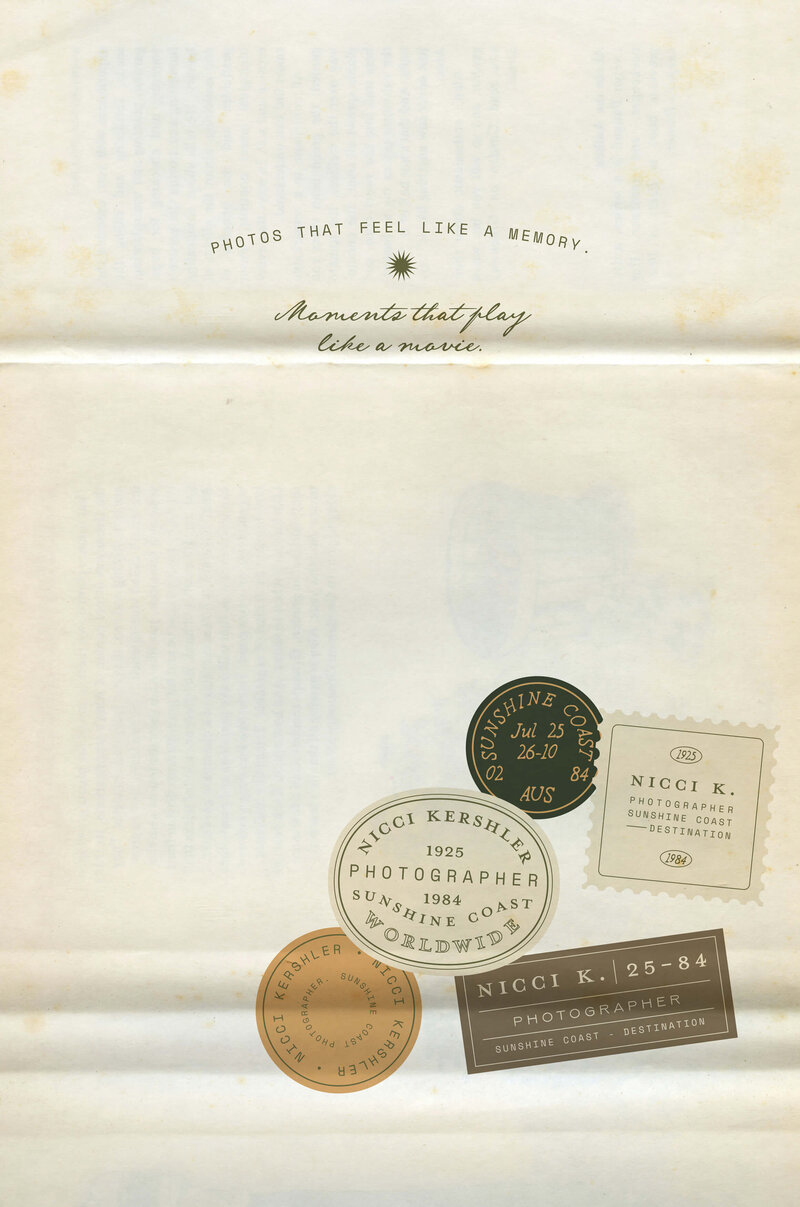 PHOTOS THAT FEEL LIKE A MEMORY.
Moments that play
like a movie.
SUNSHINE COAST
Jul 25
26-10
02 84
AUS
1925
NICCI K.
PHOTOGRAPHER
SUNSHINE COAST
DESTINATION
1984
NICCI KERSHLER
1925
PHOTOGRAPHER
1984
SUNSHINE COAST
WORLDWIDE
NICCI KERSHLER • NICCI KERSHLER •
SUNSHINE COAST PHOTOGRAPHER.
NICCI K. | 25-84
PHOTOGRAPHER
SUNSHINE COAST - DESTINATION